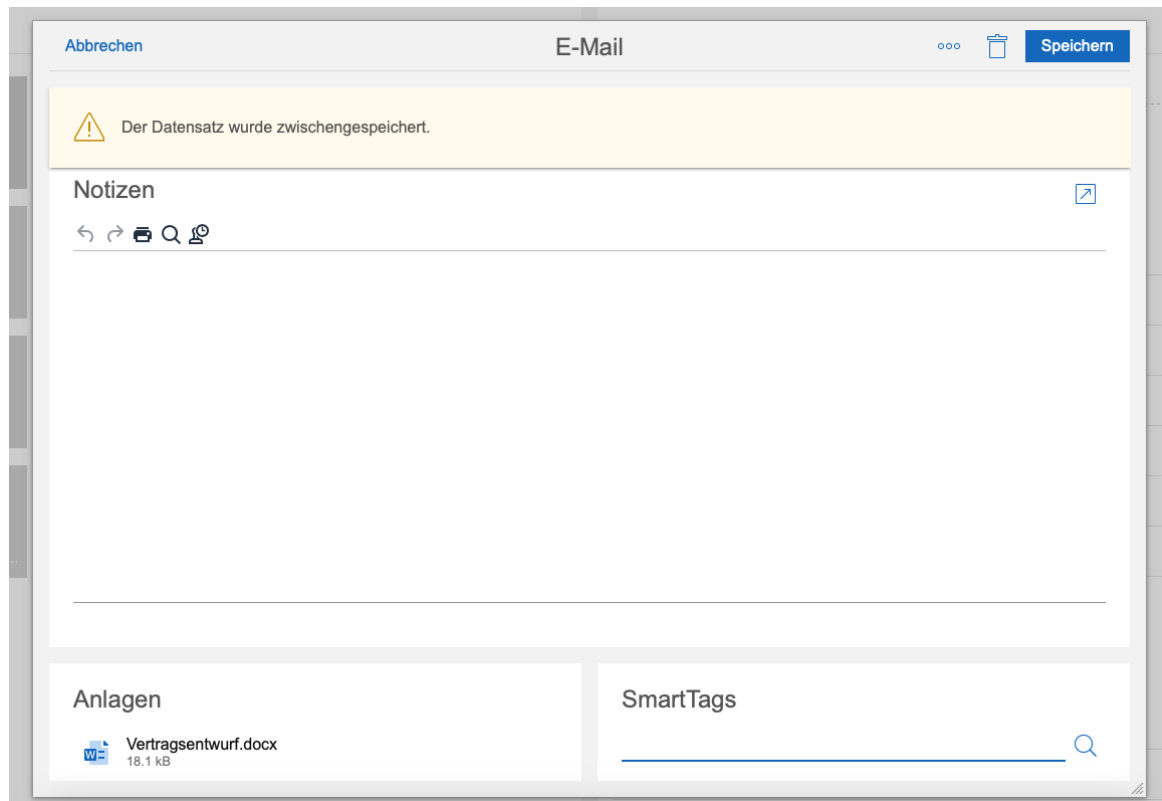 Abbrechen
E-Mail
Speichern
Der Datensatz wurde zwischengespeichert.
Notizen
Anlagen
Vertragsentwurf.docx
18.1 kB
SmartTags